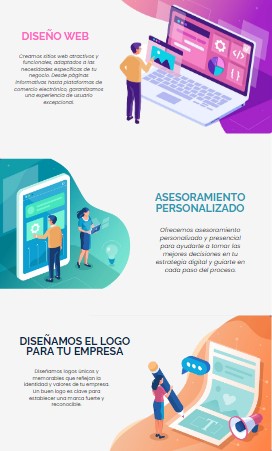 DISEÑO WEB
Creamos sitios web atractivos y
funcionales, adaptados a las
necesidades específicas de tu
negocio. Desde páginas
informativas hasta plataformas de
comercio electrónico, garantizamos
una experiencia de usuario
excepcional.
ASESORAMIENTO
PERSONALIZADO
Ofrecemos asesoramiento
personalizado y presencial
para ayudarte a tomar las
mejores decisiones en tu
estrategia digital y guiarte en
cada paso del proceso.
DISEÑAMOS EL LOGO
PARA TU EMPRESA
Diseñamos logos únicos y
memorables que reflejan la
identidad y valores de tu empresa.
Un buen logo es clave para
establecer una marca fuerte y
reconocible.
T